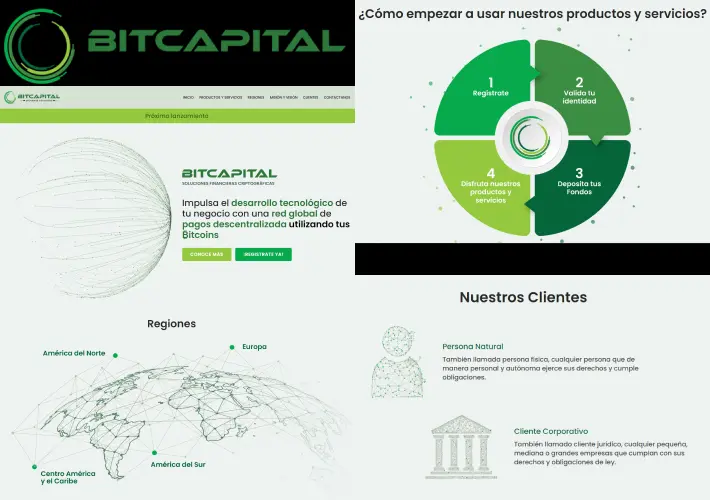 BITCAPITAL
BITCAPITAL
INICIO PRODUCTOS Y SERVICIOS REGIONES MISIÓN Y VISIÓN CLIENTES CONTÁCTANOS
Próximo lanzamiento
BITCAPITAL
SOLUCIONES FINANCIERAS CRIPTOGRÁFICAS
Impulsa el desarrollo tecnológico de
tu negocio con una red global de
pagos descentralizada utilizando tus
Bitcoins
CONOCE MÁS
¡REGÍSTRATE YA!
Regiones
América del Norte
Europa
América del Sur
Centro América
y el Caribe
¿Cómo empezar a usar nuestros productos y servicios?
1
Regístrate
2
Valida tu
identidad
3
Deposita tus
Fondos
4
Disfruta nuestros
productos y
servicios
Nuestros Clientes
Persona Natural
También llamada persona física, cualquier persona que de
manera personal y autónoma ejerce sus derechos y cumple
obligaciones.
Cliente Corporativo
También llamado cliente jurídico, cualquier pequeña,
mediana o grandes empresas que cumplan con sus
derechos y obligaciones de ley.